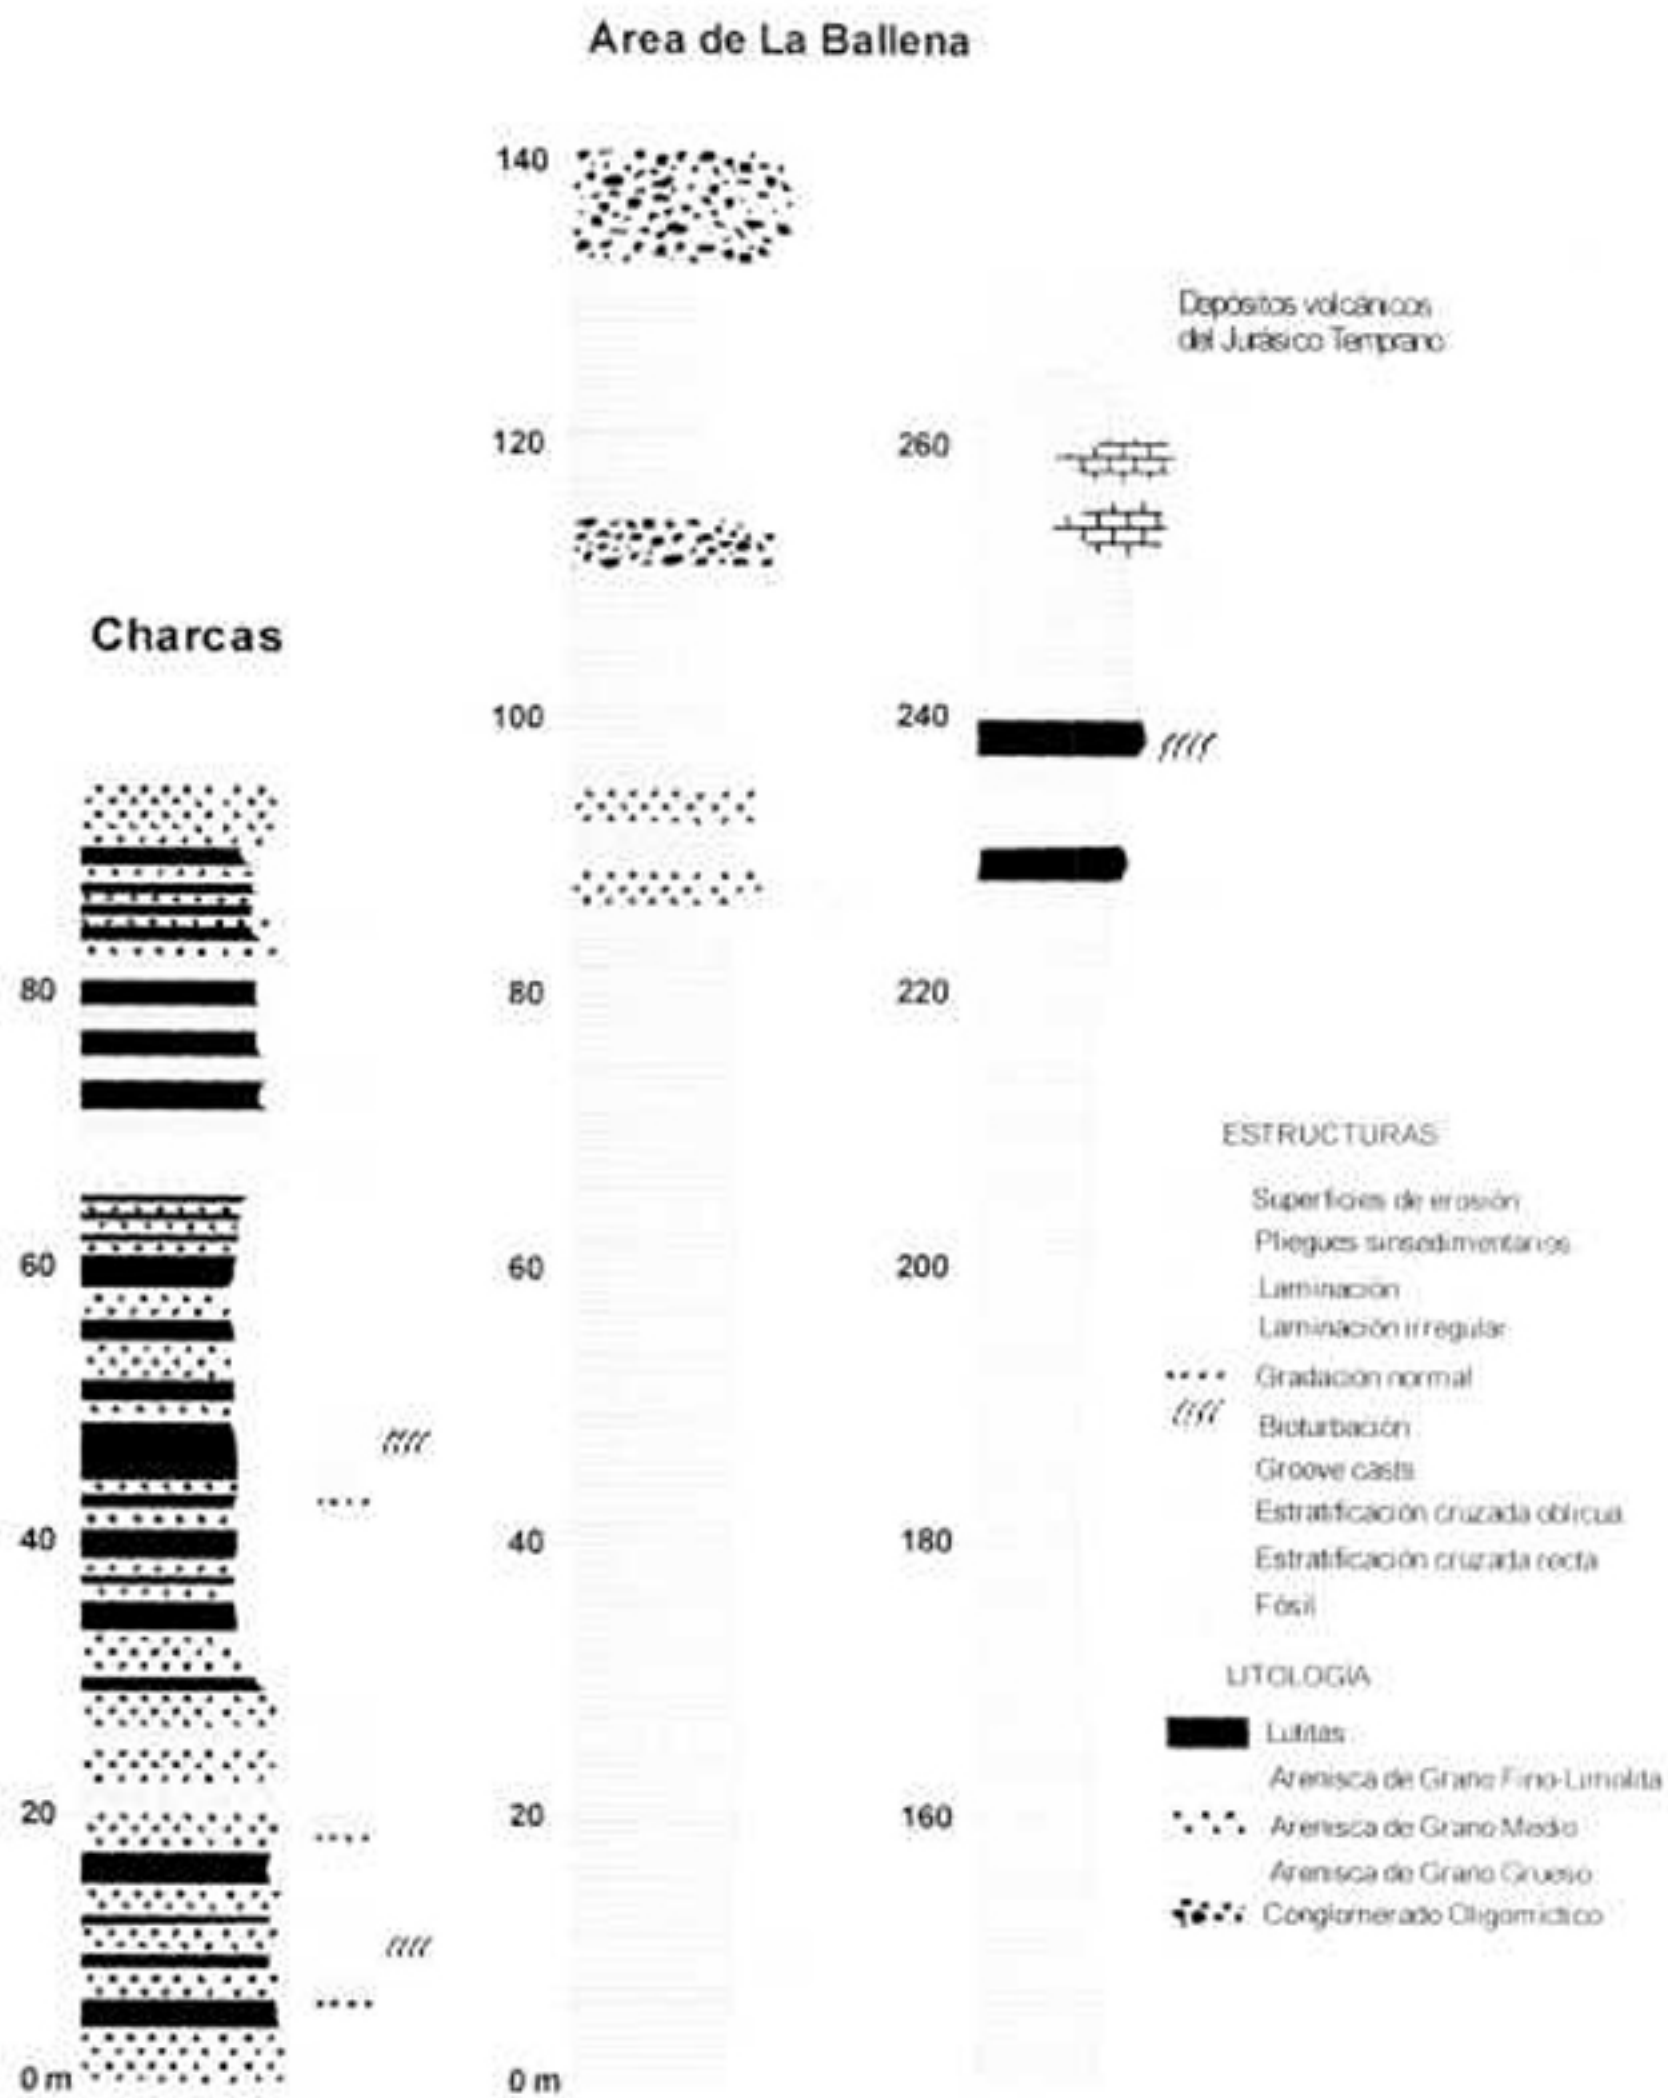 Area de La Ballena
140
Depósitos volcánicos
del Jurásico Temprano
120
260
Charcas
100
240
80
80
220
ESTRUCTURAS
Superficies de erosión
Pliegues sinsedimentarios
60
60
200
Laminación
Laminación irregular
Gradación normal
Bioturbación
Groove casts
40
40
180
Estratificación cruzada oblicua
Estratificación cruzada recta
Fósil
LITOLOGIA
Lutitas
Arenisca de Grano Fino-Limolita
20
20
160
Arenisca de Grano Medio
Arenisca de Grano Grueso
Conglomerado Oligomictico
0 m
0 m